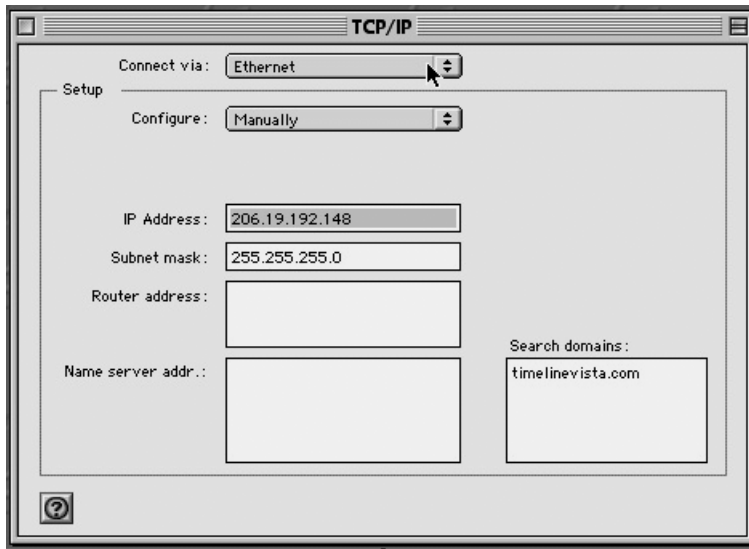 TCP/IP
Connect via: Ethernet
Setup
Configure: Manually
IP Address: 206.19.192.148
Subnet mask: 255.255.255.0
Router address:
Search domains:
Name server addr.: timelinevista.com
?